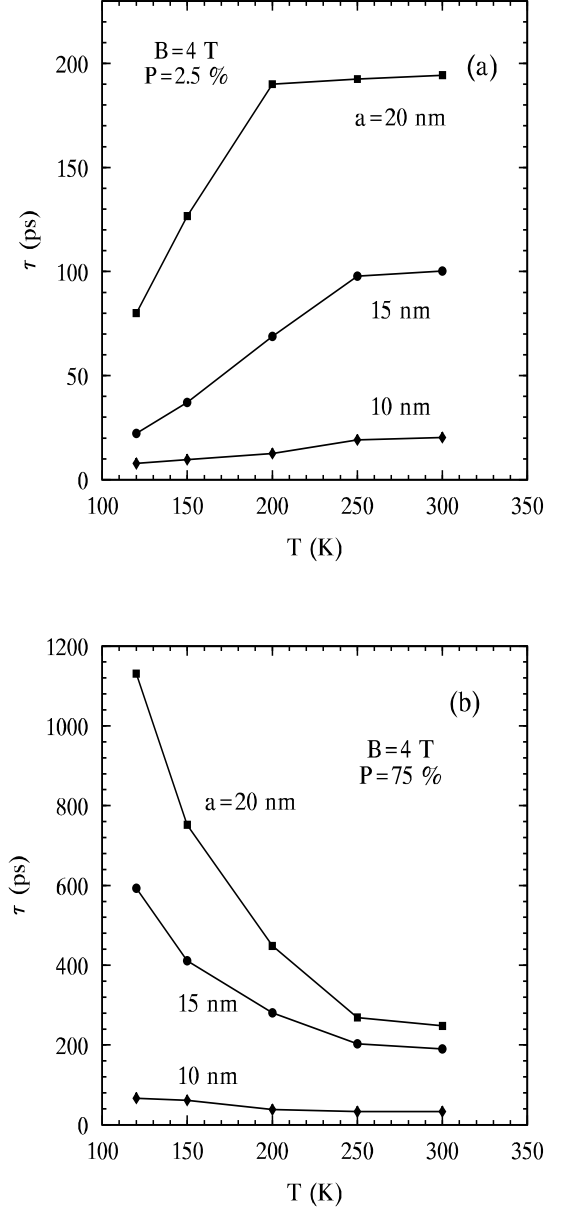 B=4 T
P=2.5 %
(a)
200
a=20 nm
150
τ (ps)
100
15 nm
50
10 nm
0
100 150 200 250 300 350
T (K)
1200
(b)
1000
B=4 T
P=75 %
800
a=20 nm
τ (ps)
600
400
15 nm
200
10 nm
0
100 150 200 250 300 350
T (K)